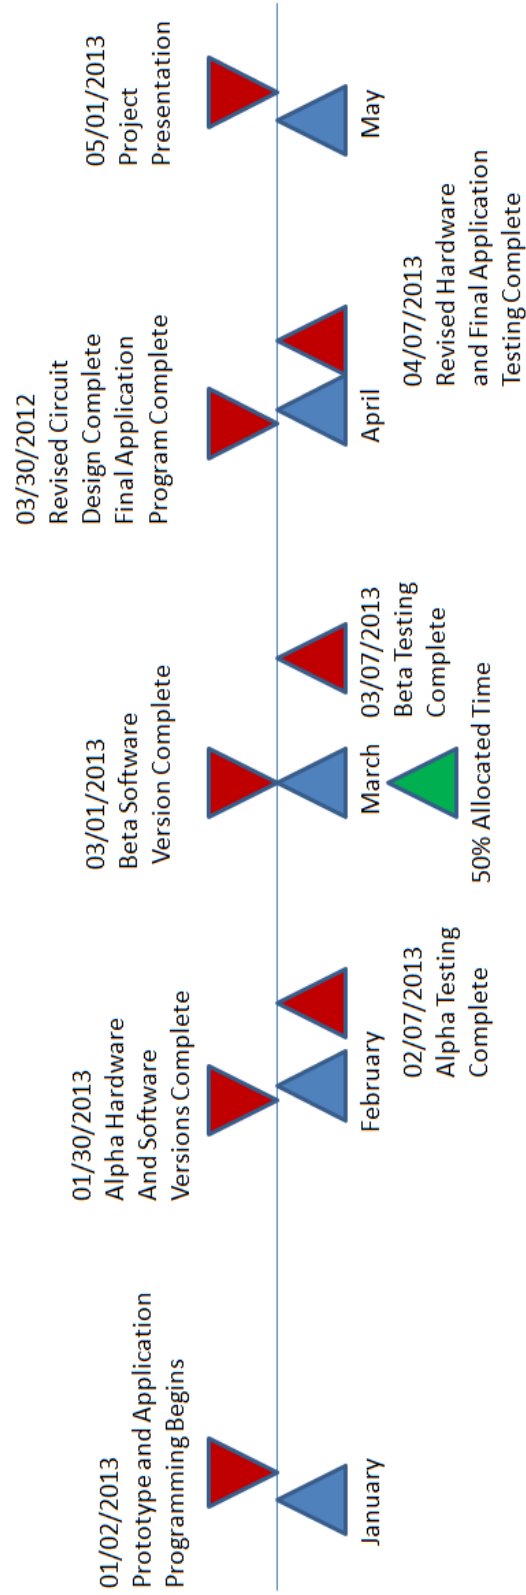 01/02/2013
Prototype and Application
Programming Begins
01/30/2013
Alpha Hardware
And Software
Versions Complete
03/01/2013
Beta Software
Version Complete
03/30/2012
Revised Circuit
Design Complete
Final Application
Program Complete
05/01/2013
Project
Presentation
January
February
March
April
May
02/07/2013
Alpha Testing
Complete
50% Allocated Time
03/07/2013
Beta Testing
Complete
04/07/2013
Revised Hardware
and Final Application
Testing Complete